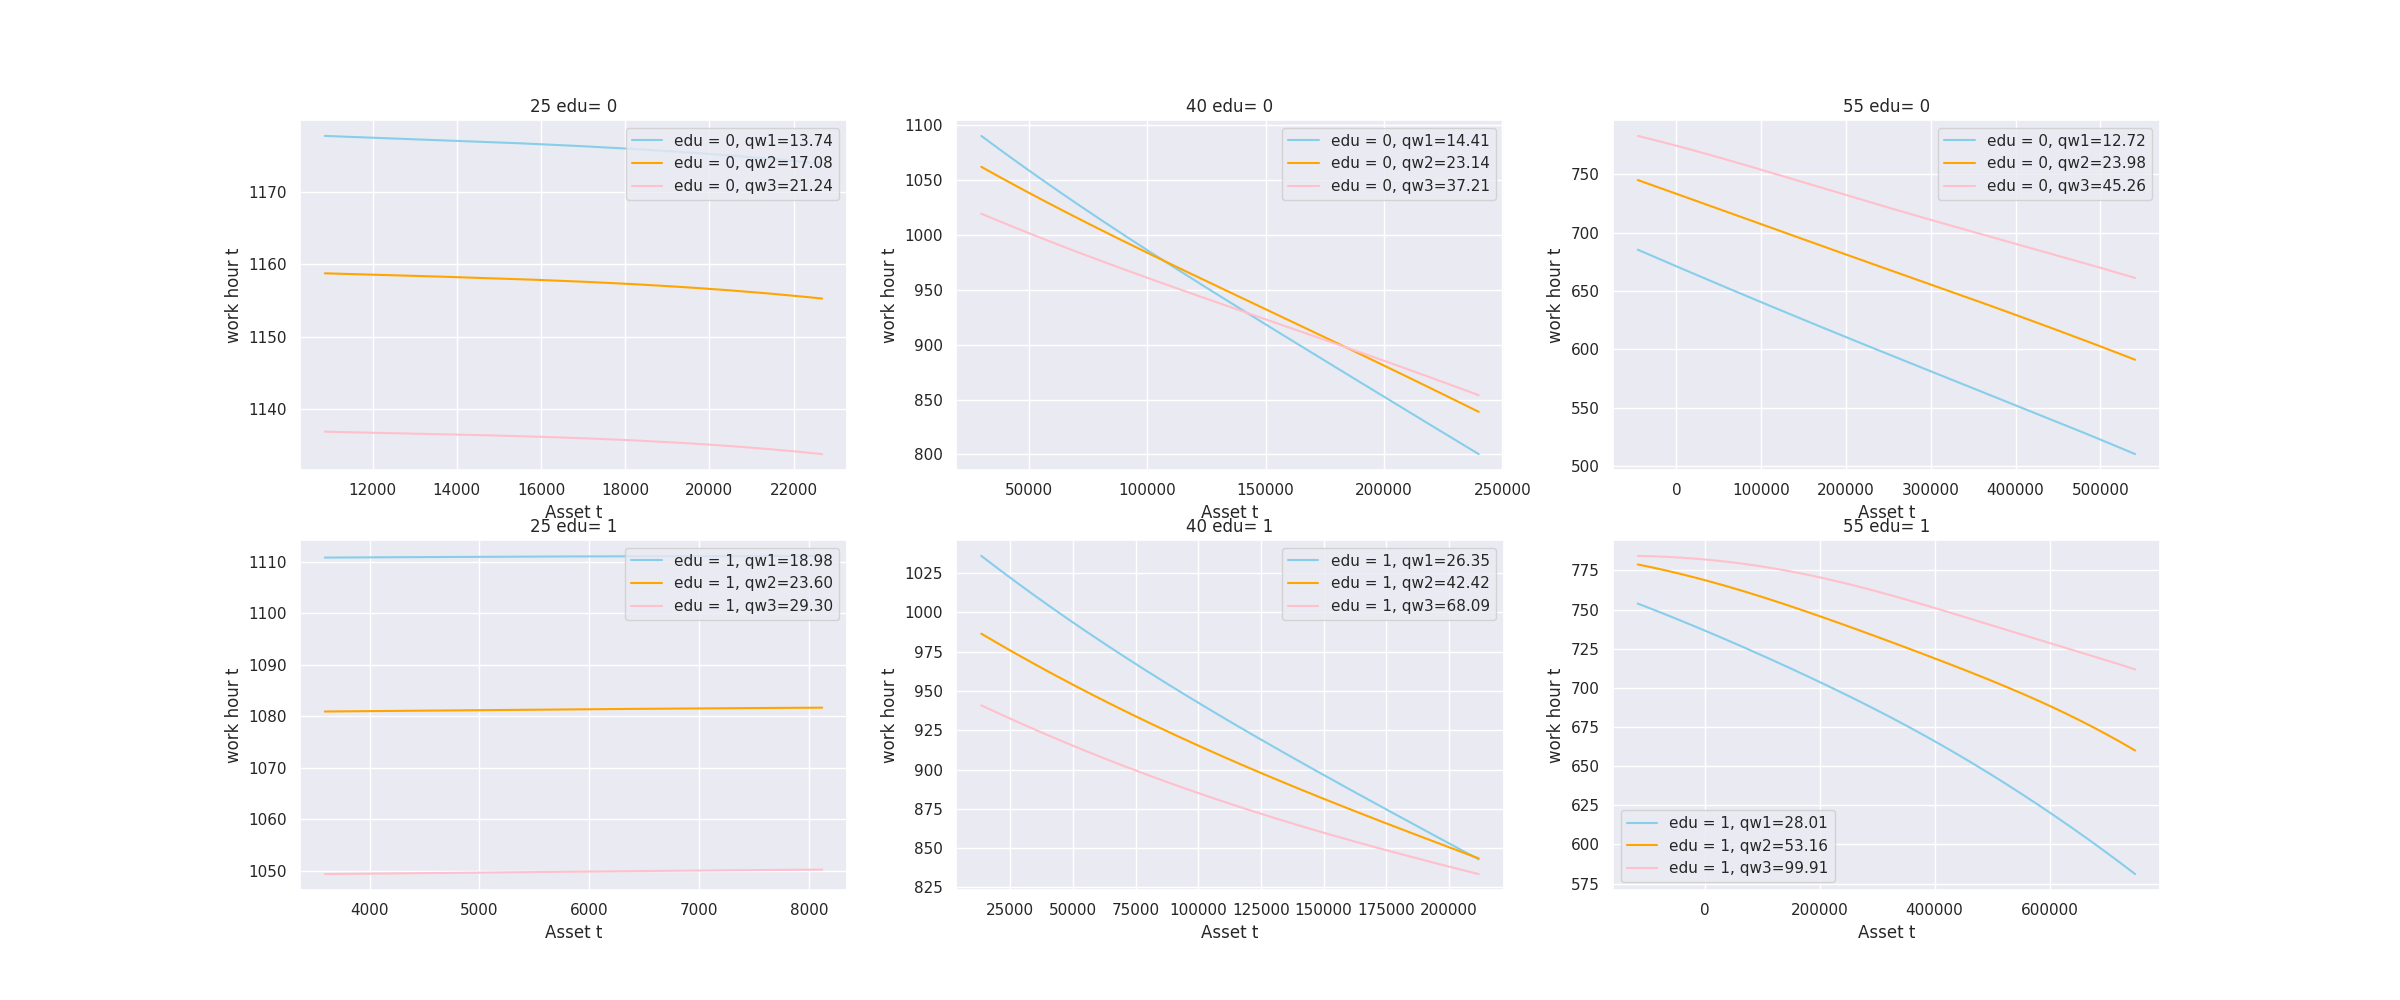 25 edu= 0
edu = 0, qw1=13.74
edu = 0, qw2=17.08
edu = 0, qw3=21.24
work hour t
1170
1160
1150
1140
12000 14000 16000 18000 20000 22000
Asset t
40 edu= 0
edu = 0, qw1=14.41
edu = 0, qw2=23.14
edu = 0, qw3=37.21
work hour t
1100
1050
1000
950
900
850
800
50000 100000 150000 200000 250000
Asset t
55 edu= 0
edu = 0, qw1=12.72
edu = 0, qw2=23.98
edu = 0, qw3=45.26
work hour t
750
700
650
600
550
500
0 100000 200000 300000 400000 500000
Asset t
25 edu= 1
edu = 1, qw1=18.98
edu = 1, qw2=23.60
edu = 1, qw3=29.30
work hour t
1110
1100
1090
1080
1070
1060
1050
4000 5000 6000 7000 8000
Asset t
40 edu= 1
edu = 1, qw1=26.35
edu = 1, qw2=42.42
edu = 1, qw3=68.09
work hour t
1025
1000
975
950
925
900
875
850
825
25000 50000 75000 100000 125000 150000 175000 200000
Asset t
55 edu= 1
work hour t
775
750
725
700
675
650
625
600
575
edu = 1, qw1=28.01
edu = 1, qw2=53.16
edu = 1, qw3=99.91
0 200000 400000 600000
Asset t